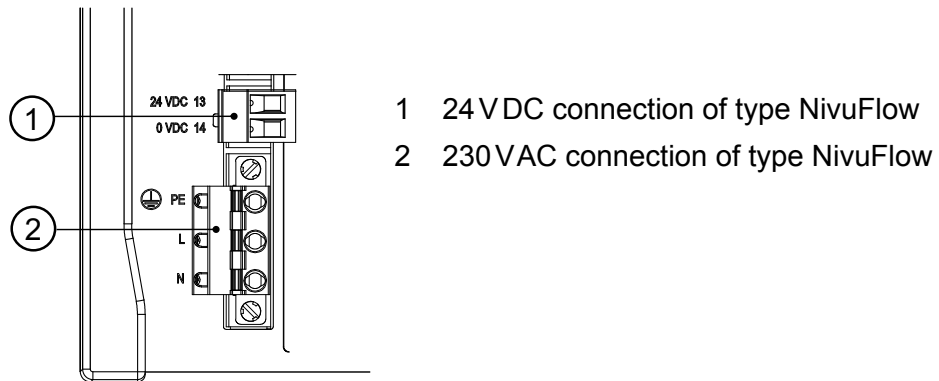 24 VDC 13
0 VDC 14
1
PE
2
L
N
1 24 V DC connection of type NivuFlow
2 230 V AC connection of type NivuFlow